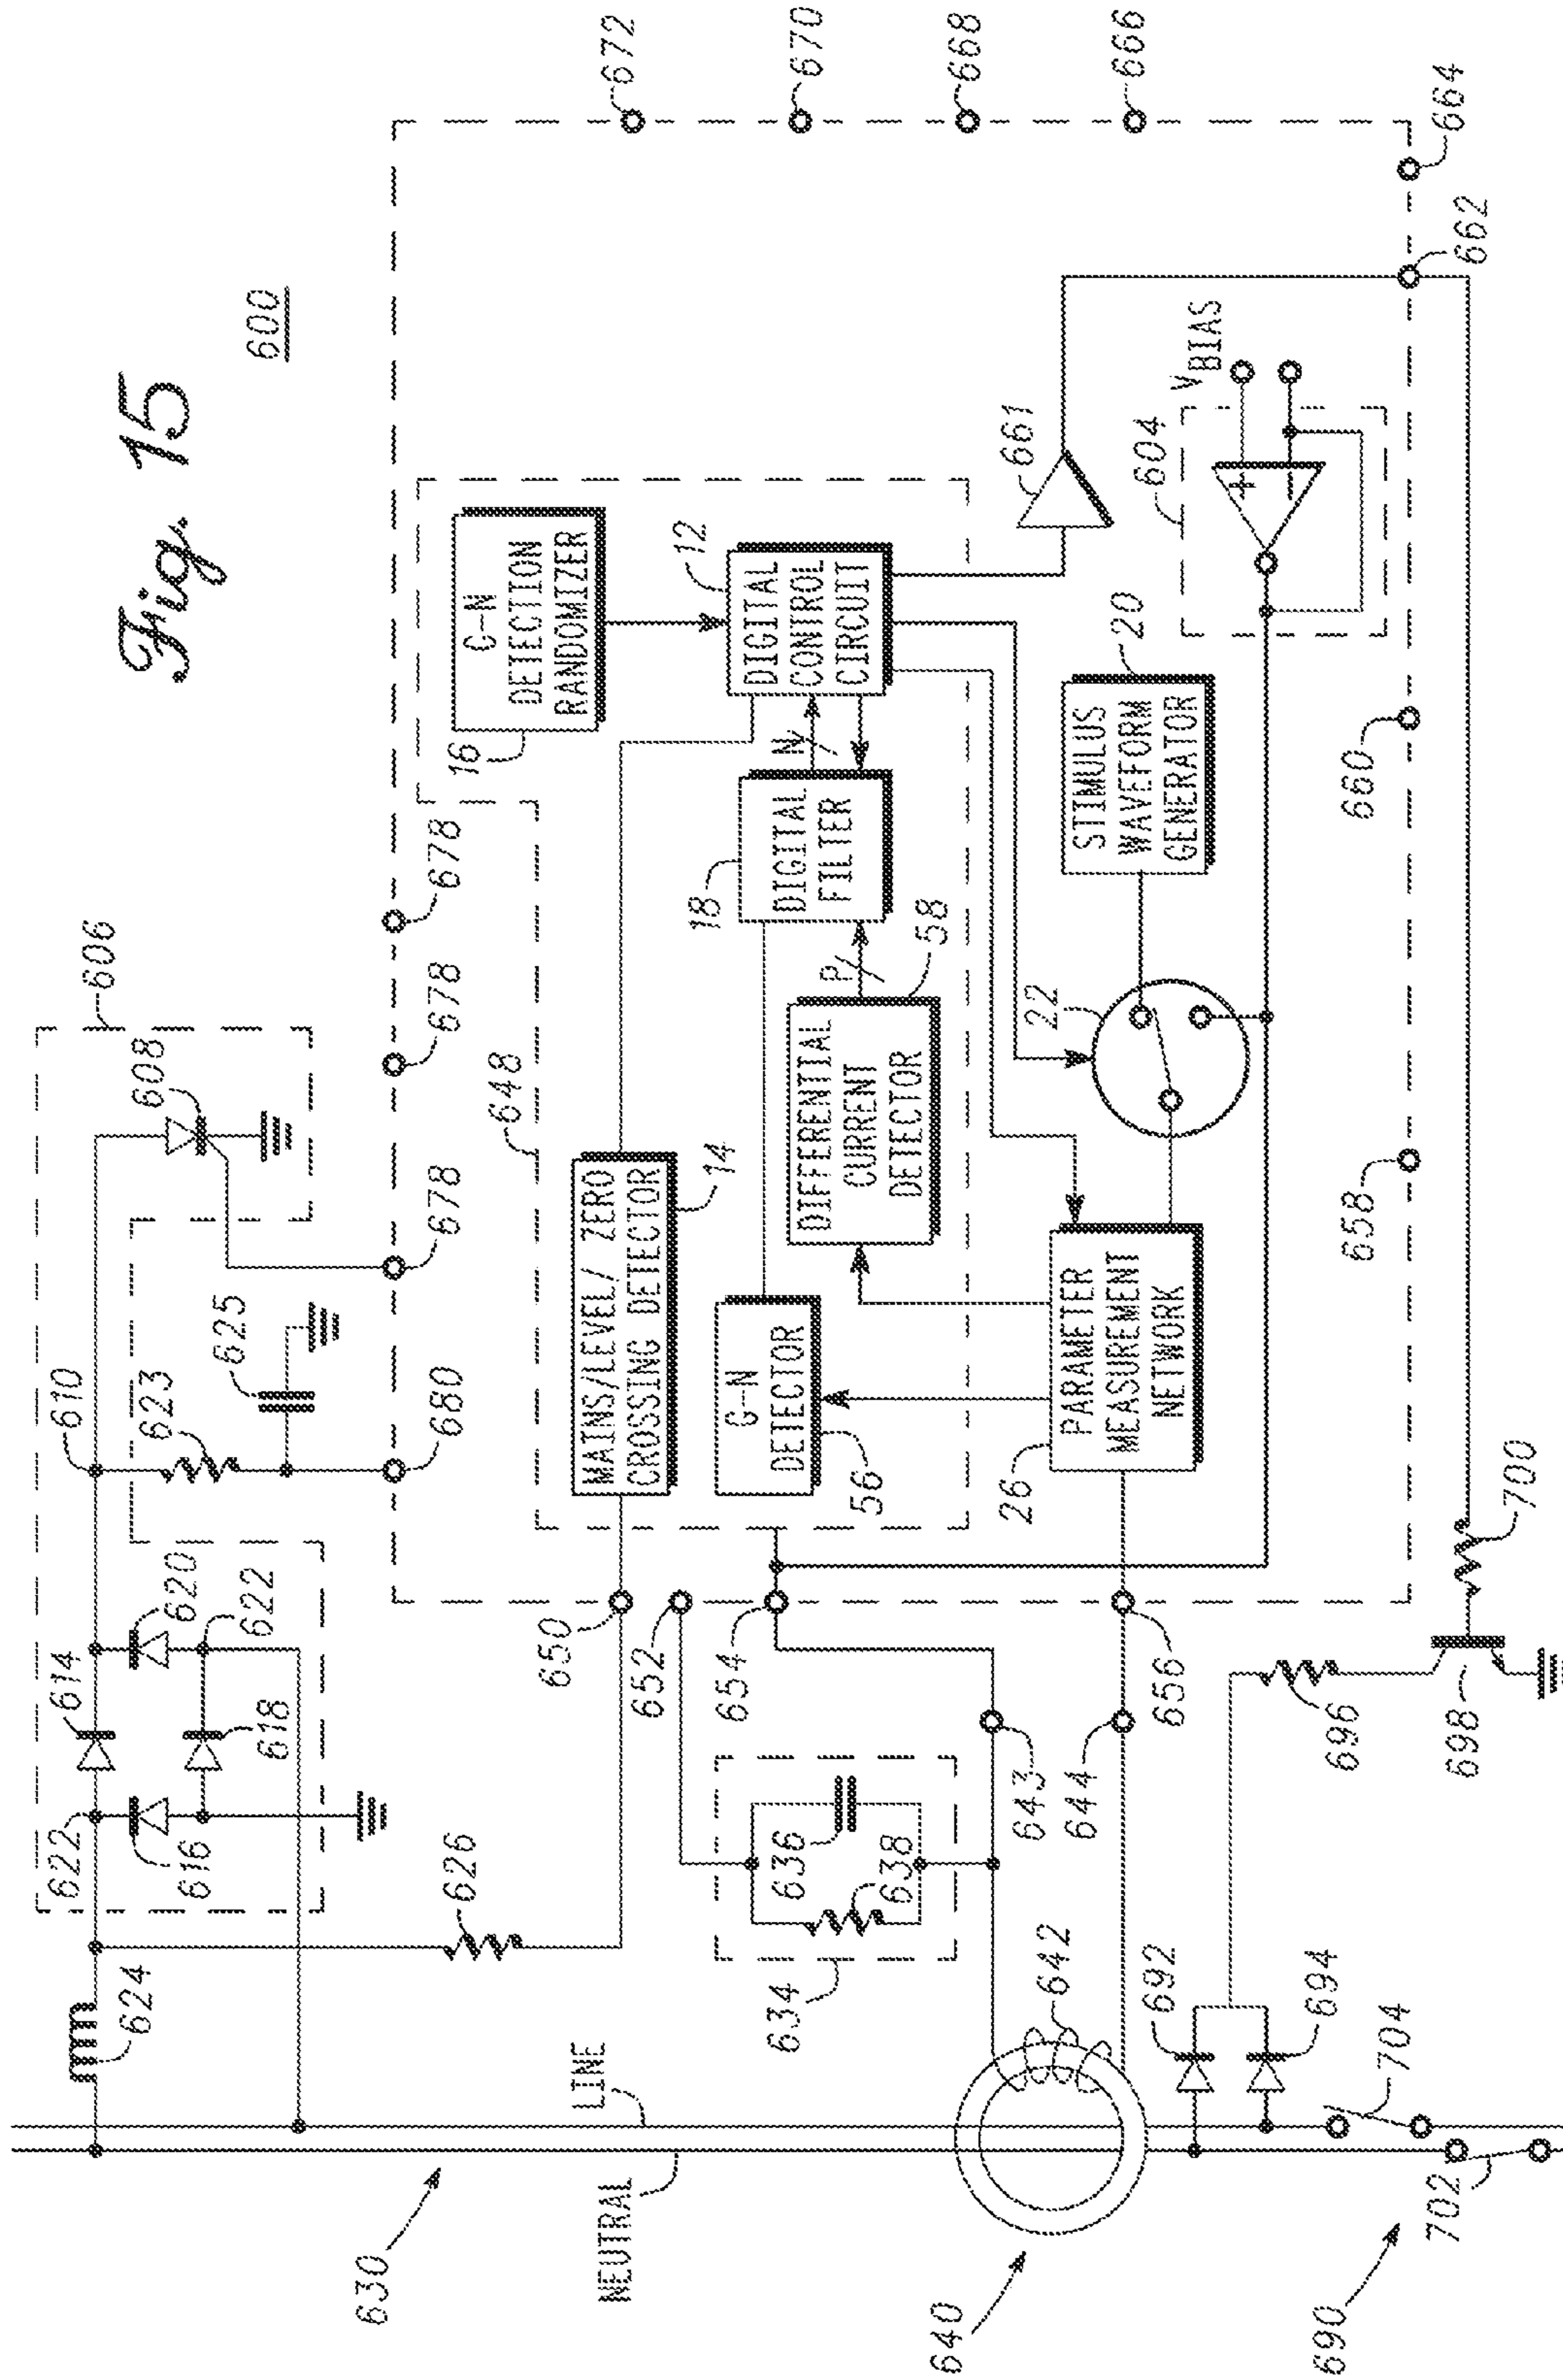 Fig. 15
600
606
608
610
614
620
622
618
622
616
623
625
624
626
678
678
678
680
672
670
668
666
664
662
660
658
648
650
652
654
656
G-N
DETECTION
RANDOMIZER
16
MAINS/LEVEL/ ZERO
CROSSING DETECTOR
14
DIGITAL
CONTROL
CIRCUIT
12
N
DIGITAL
FILTER
18
P
DIFFERENTIAL
CURRENT
DETECTOR
58
G-N
DETECTOR
56
PARAMETER
MEASUREMENT
NETWORK
26
22
STIMULUS
WAVEFORM
GENERATOR
20
661
604
VBIAS
+
−
634
636
638
643
644
642
640
630
LINE
NEUTRAL
692
694
696
698
700
704
702
690